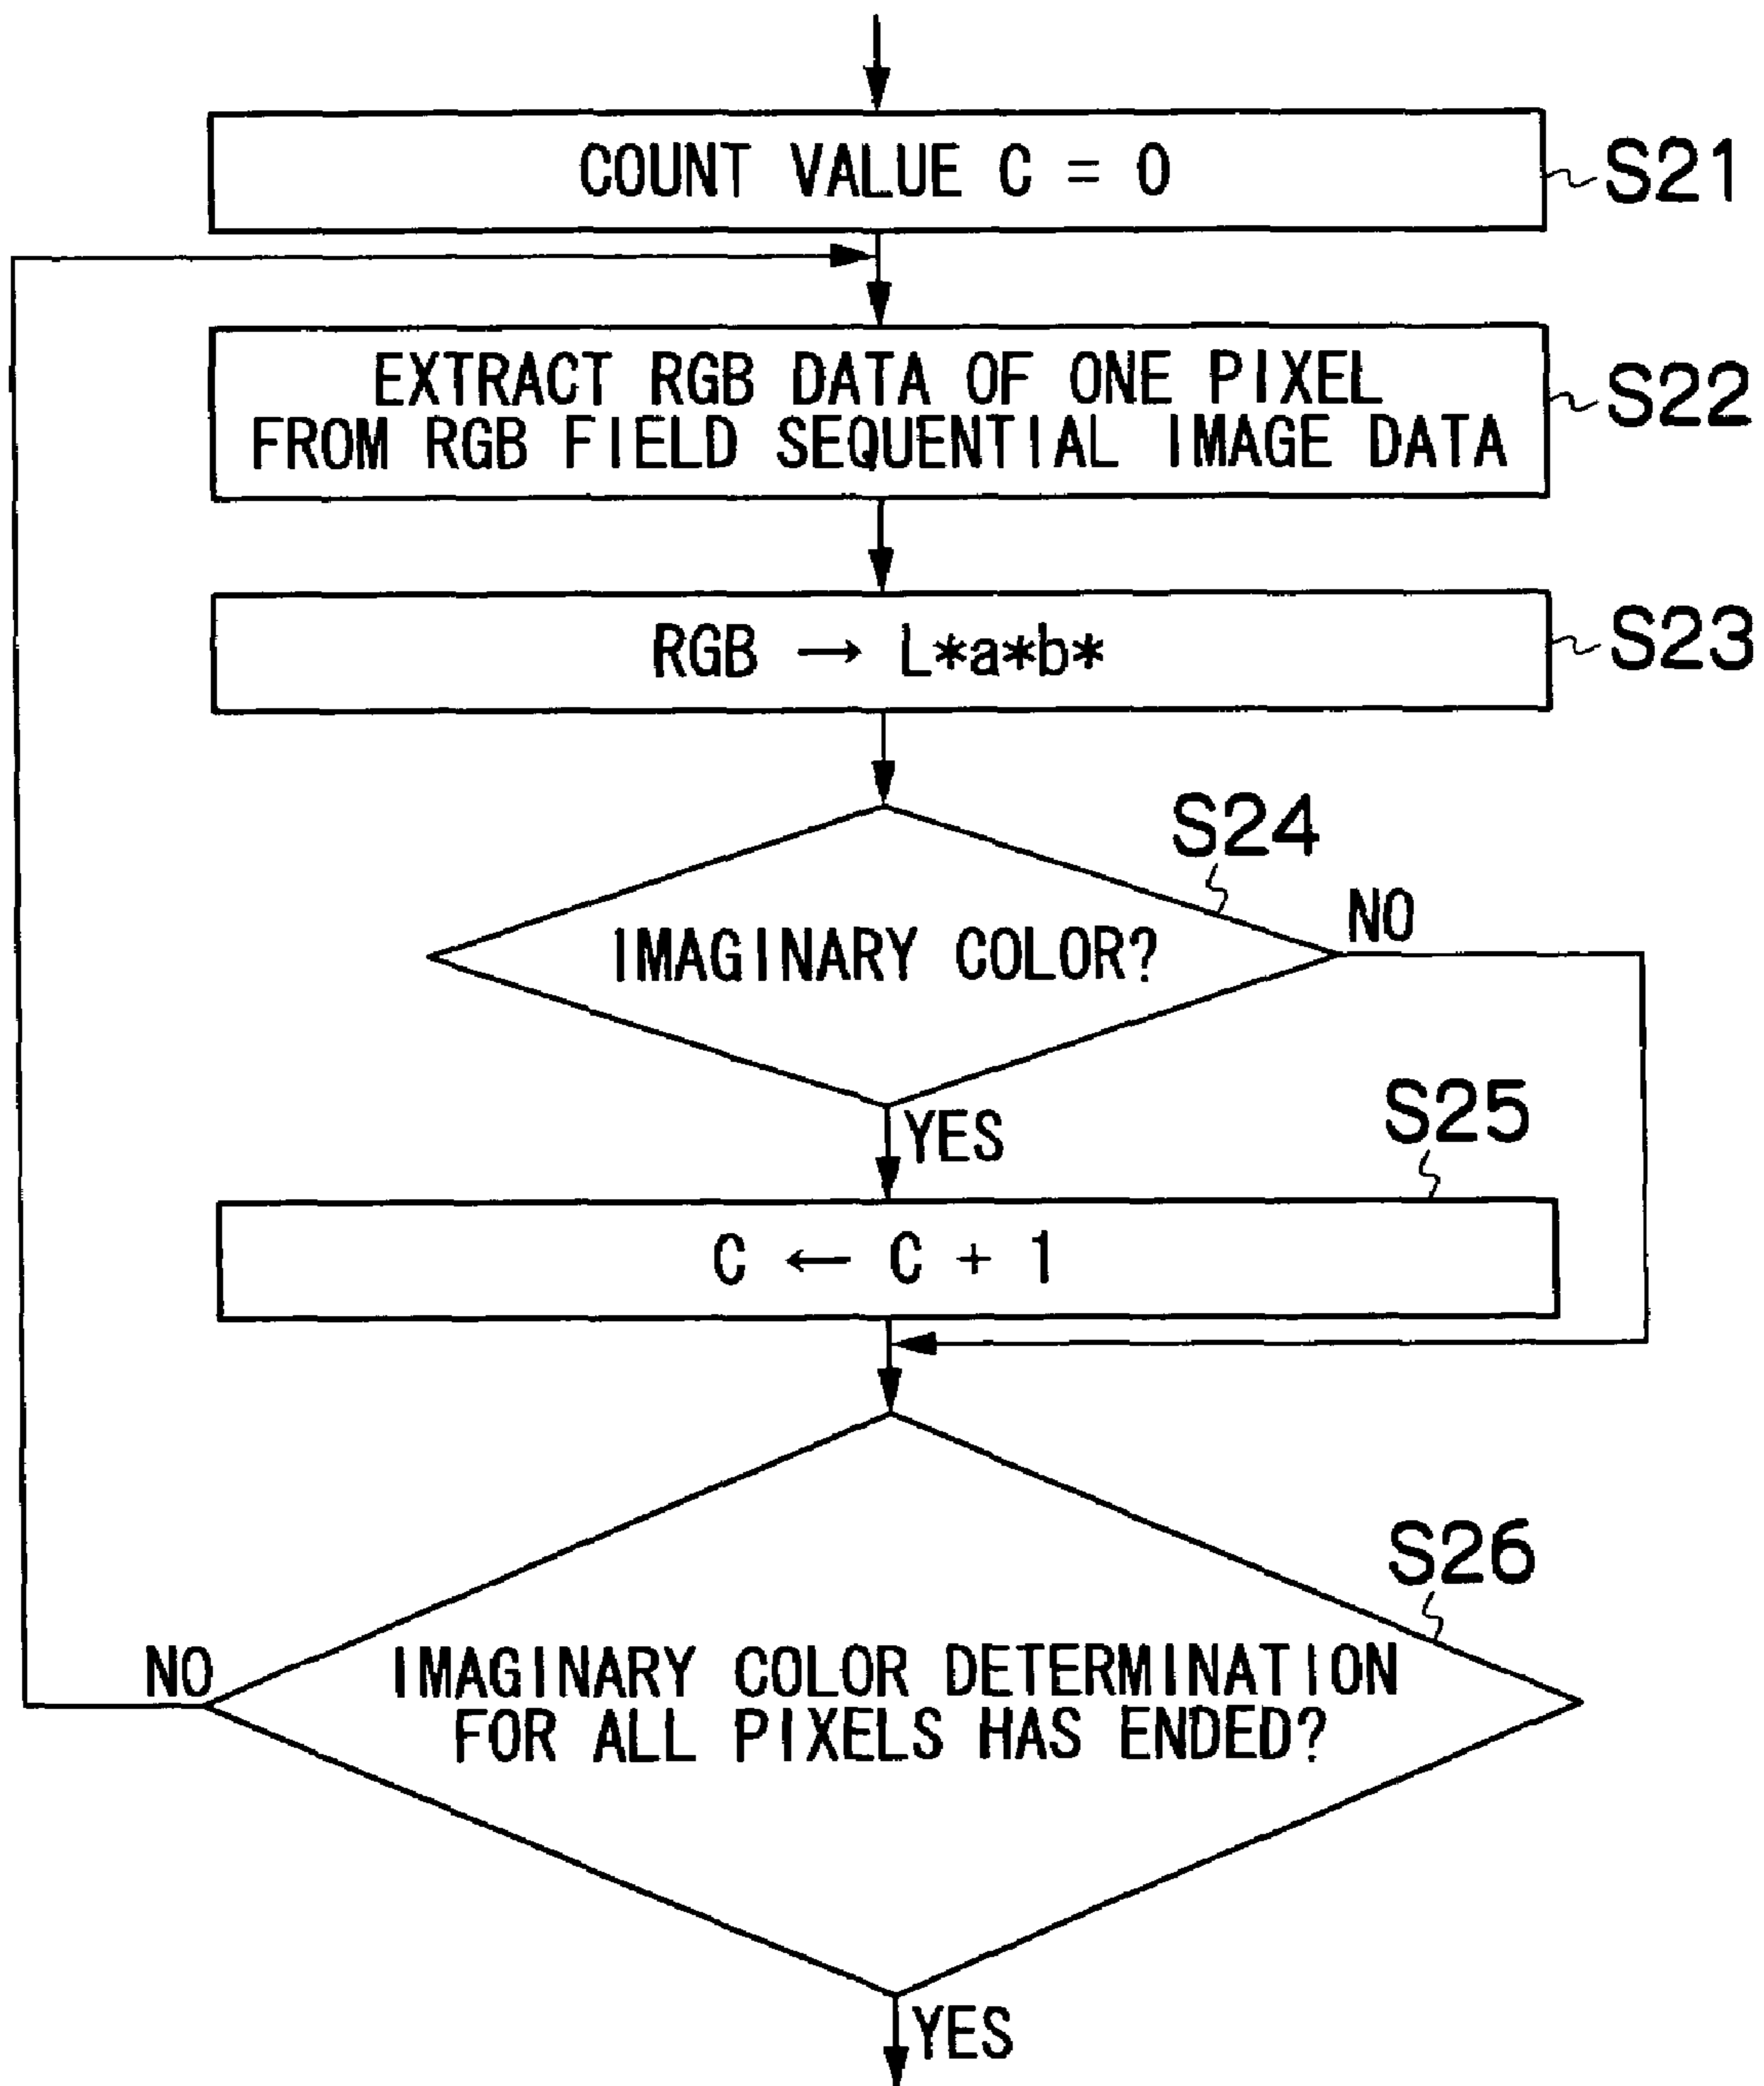 COUNT VALUE C = 0
S21
EXTRACT RGB DATA OF ONE PIXEL
FROM RGB FIELD SEQUENTIAL IMAGE DATA
S22
RGB → L*a*b*
S23
S24
IMAGINARY COLOR?
NO
YES
S25
C ← C + 1
S26
NO
IMAGINARY COLOR DETERMINATION
FOR ALL PIXELS HAS ENDED?
YES